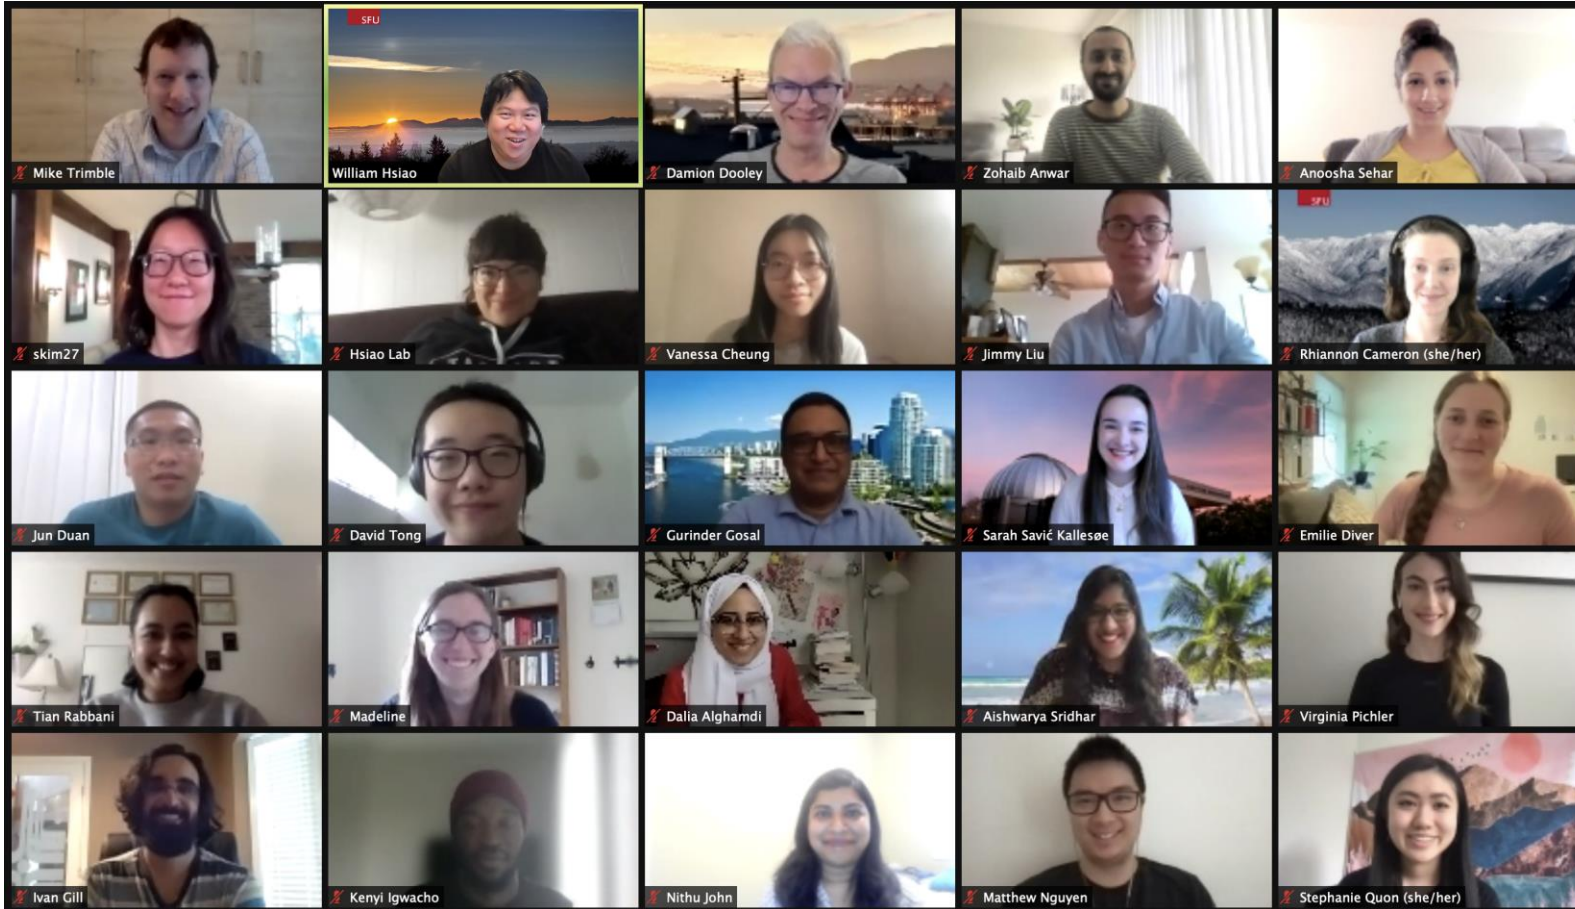 SFU
Mike Trimble
William Hsiao
Damion Dooley
Zohaib Anwar
Anoosha Sehar
SFU
skim27
Hsiao Lab
Vanessa Cheung
Jimmy Liu
Rhiannon Cameron (she/her)
Jun Duan
David Tong
Gurinder Gosal
Sarah Savić Kallesøe
Emilie Diver
Tian Rabbani
Madeline
Dalia Alghamdi
Aishwarya Sridhar
Virginia Pichler
Ivan Gill
Kenyi Igwacho
Nithu John
Matthew Nguyen
Stephanie Quon (she/her)